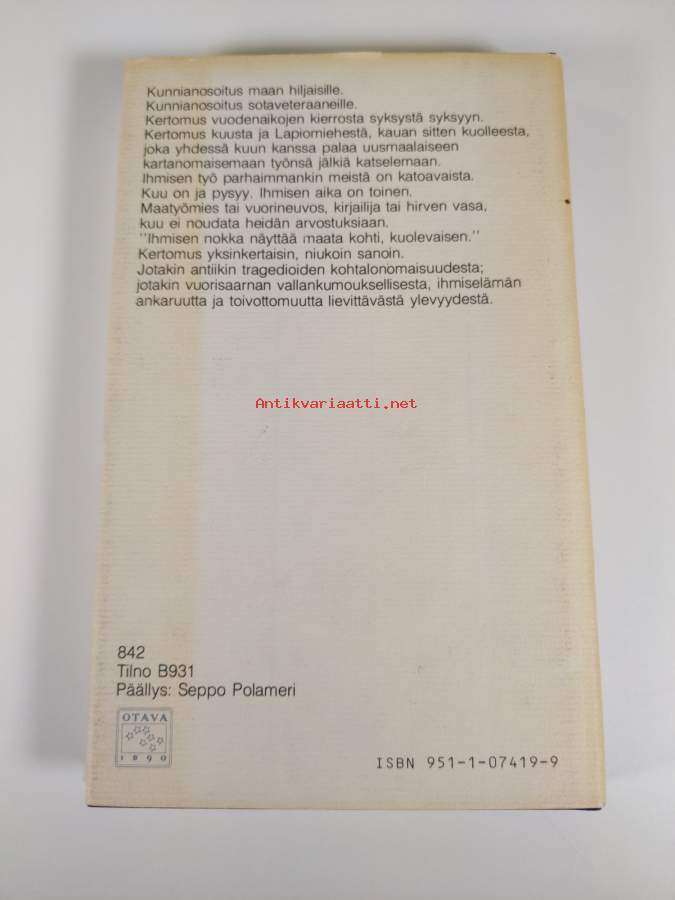 Kunnianosoitus maan hiljaisille.
Kunnianosoitus sotaveteraaneille.
Kertomus vuodenaikojen kierrosta syksystä syksyyn.
Kertomus kuusta ja Lapiomiehestä, kauan sitten kuolleesta,
joka yhdessä kuun kanssa palaa uusmaalaiseen
kartanomaisemaan työnsä jälkiä katselemaan.
Ihmisen työ parhaimmankin meistä on katoavaista.
Kuu on ja pysyy. Ihmisen aika on toinen.
Maatyömies tai vuorineuvos, kirjailija tai hirven vasa,
kuu ei noudata heidän arvostuksiaan.
"Ihmisen nokka näyttää maata kohti, kuolevaisen."
Kertomus yksinkertaisin, niukoin sanoin.
Jotakin antiikin tragedioiden kohtalonomaisuudesta;
jotakin vuorisaarnan vallankumouksellisesta, ihmiselämän
ankaruutta ja toivottomuutta lievittävästä ylevyydestä.
Antikvariaatti.net
842
Tilno B931
Päällys: Seppo Polameri
OTAVA
1890
ISBN 951-1-07419-9